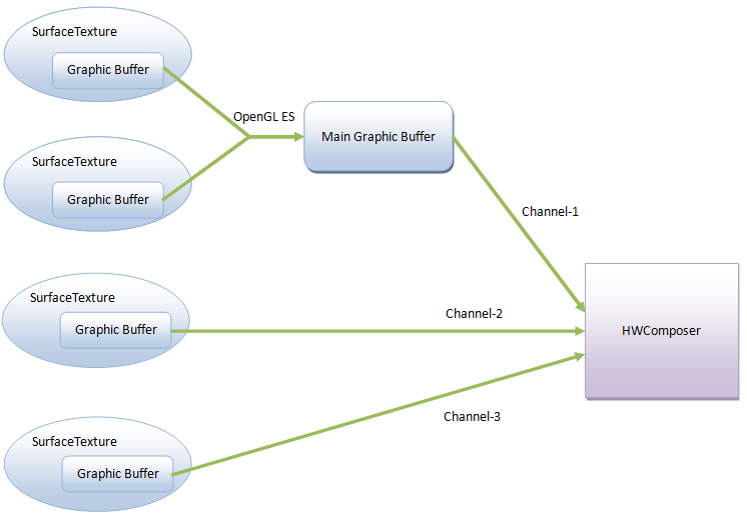 SurfaceTexture
Graphic Buffer
OpenGL ES
Main Graphic Buffer
SurfaceTexture
Graphic Buffer
Channel-1
SurfaceTexture
Graphic Buffer
Channel-2
HWComposer
Channel-3
SurfaceTexture
Graphic Buffer